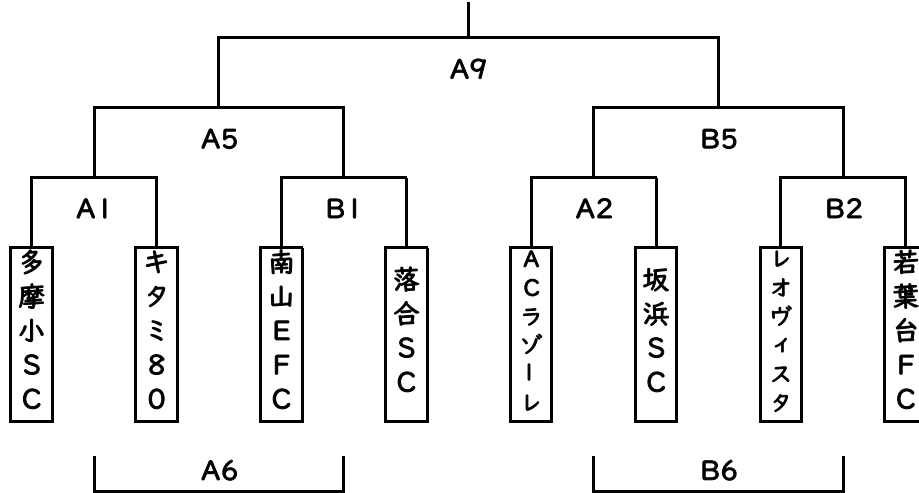 A9
A5
B5
A1
B1
A2
B2
多摩小SC
キタミ80
南山EFC
落合SC
ACラゾーレ
坂浜SC
レオヴィスタ
若葉台FC
A6
B6